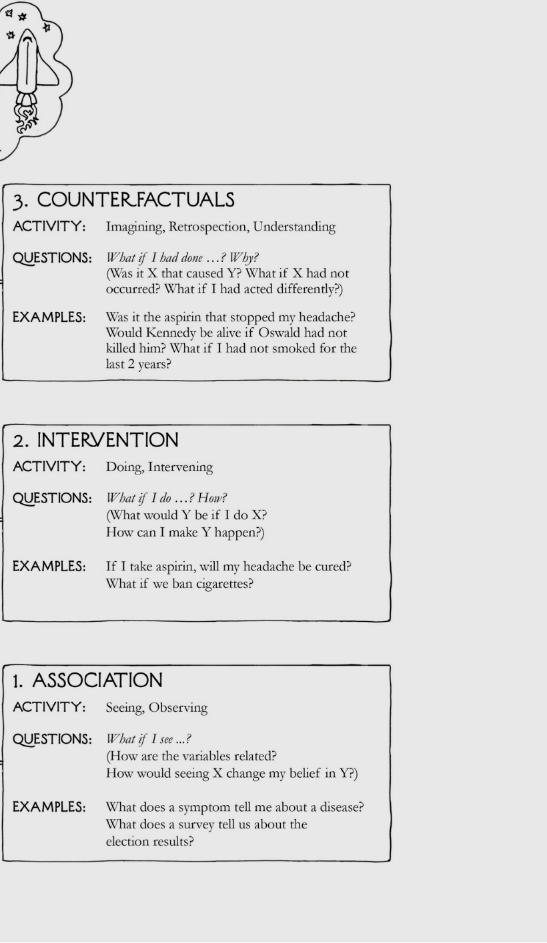 3. COUNTERFACTUALS
ACTIVITY: Imagining, Retrospection, Understanding
QUESTIONS: What if I had done ...? Why?
(Was it X that caused Y? What if X had not
occurred? What if I had acted differently?)
EXAMPLES: Was it the aspirin that stopped my headache?
Would Kennedy be alive if Oswald had not
killed him? What if I had not smoked for the
last 2 years?
2. INTERVENTION
ACTIVITY: Doing, Intervening
QUESTIONS: What if I do ...? How?
(What would Y be if I do X?
How can I make Y happen?)
EXAMPLES: If I take aspirin, will my headache be cured?
What if we ban cigarettes?
1. ASSOCIATION
ACTIVITY: Seeing, Observing
QUESTIONS: What if I see ...?
(How are the variables related?
How would seeing X change my belief in Y?)
EXAMPLES: What does a symptom tell me about a disease?
What does a survey tell us about the
election results?